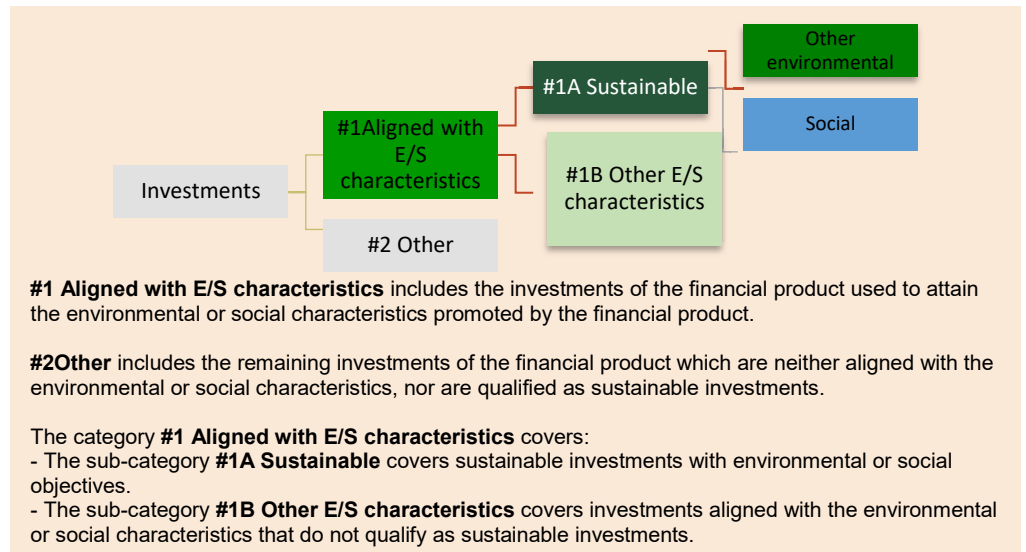 Other
environmental
#1A Sustainable
Social
#1Aligned with
E/S
characteristics
#1B Other E/S
characteristics
Investments
#2 Other
#1 Aligned with E/S characteristics includes the investments of the financial product used to attain
the environmental or social characteristics promoted by the financial product.
#2Other includes the remaining investments of the financial product which are neither aligned with the
environmental or social characteristics, nor are qualified as sustainable investments.
The category #1 Aligned with E/S characteristics covers:
- The sub-category #1A Sustainable covers sustainable investments with environmental or social
objectives.
- The sub-category #1B Other E/S characteristics covers investments aligned with the environmental
or social characteristics that do not qualify as sustainable investments.